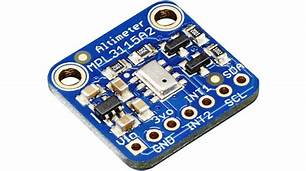 Altimeter
MPL3115A2
Vin
GND
3vo
INT2
INT1
SCL
SDA